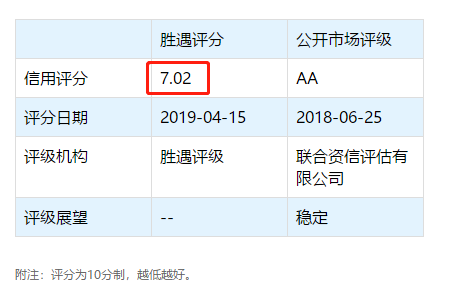 胜遇评分 公开市场评级
信用评分 7.02 AA
评分日期 2019-04-15 2018-06-25
评级机构 胜遇评级 联合资信评估有
限公司
评级展望 -- 稳定
附注：评分为10分制，越低越好。